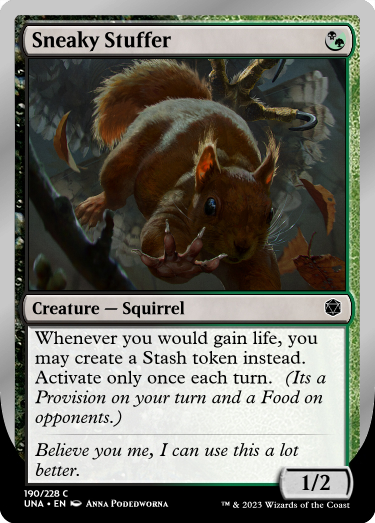 Sneaky Stuffer
Creature — Squirrel
Whenever you would gain life, you
may create a Stash token instead.
Activate only once each turn. (Its a
Provision on your turn and a Food on
opponents.)
Believe you me, I can use this a lot
better.
1/2
190/228 C
UNA • EN Anna Podedworna
™ & © 2023 Wizards of the Coast